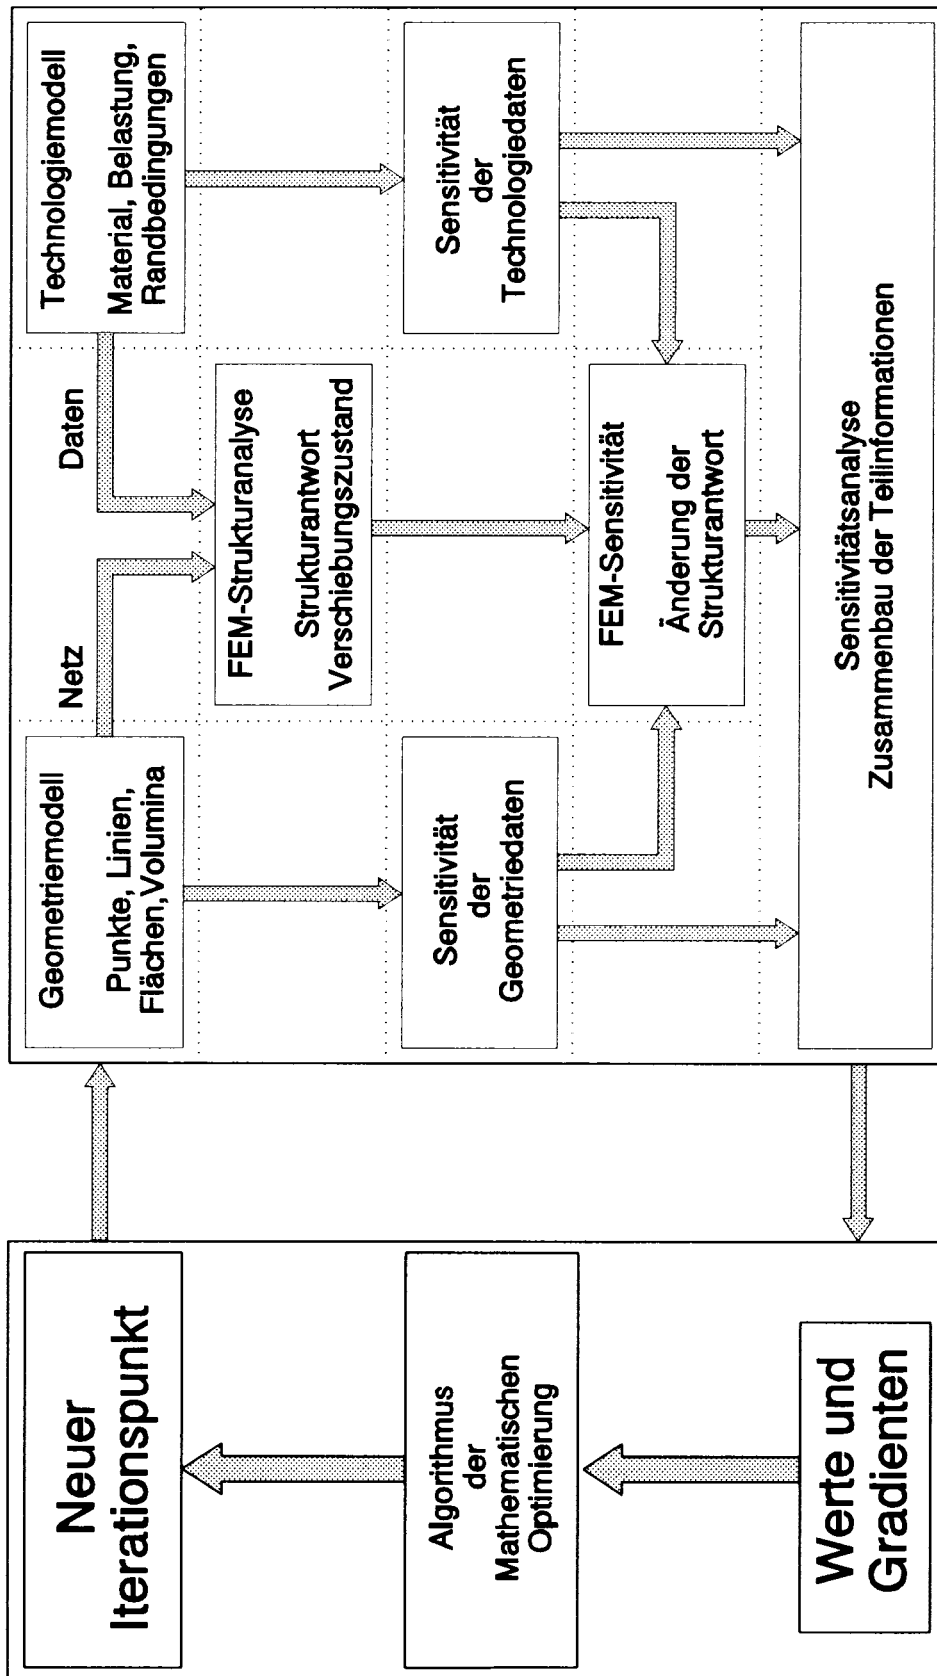 Neuer
Iterationspunkt
Algorithmus
der
Mathematischen
Optimierung
Werte und
Gradienten
Geometriemodell
Punkte, Linien,
Flächen,Volumina
Netz
Daten
Technologiemodell
Material, Belastung,
Randbedingungen
FEM-Strukturanalyse
Strukturantwort
Verschiebungszustand
Sensitivität
der
Geometriedaten
Sensitivität
der
Technologiedaten
FEM-Sensitivität
Änderung der
Strukturantwort
Sensitivitätsanalyse
Zusammenbau der Teilinformationen